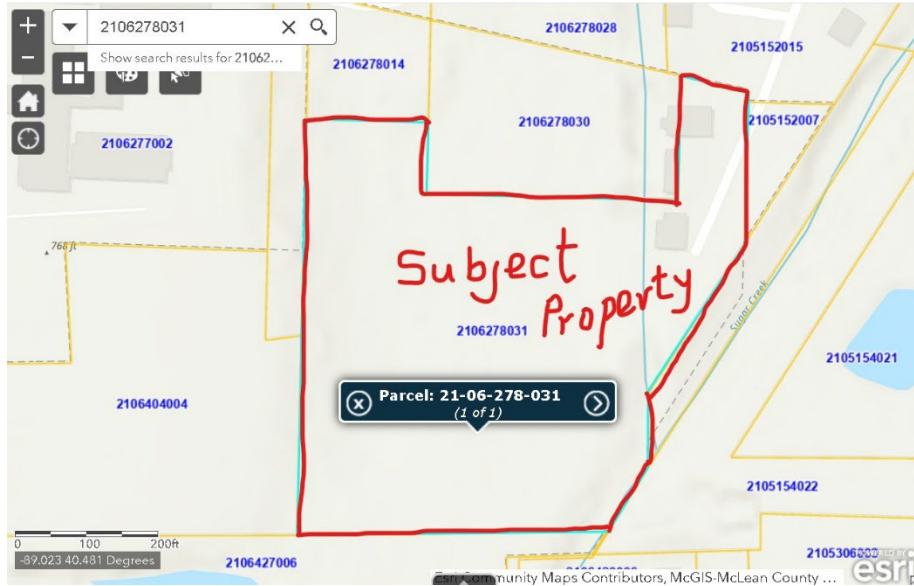 2106278031
Show search results for 21062...
2106278028
2105152015
2106278014
2106278030
2105152007
2106277002
768 ft
Subject
Property
2106278031
Sugar Creek
2105154021
Parcel: 21-06-278-031
(1 of 1)
2106404004
2105154022
0 100 200ft
-89.023 40.481 Degrees
2106427006
POWERED BY
esri
Esri Community Maps Contributors, McGIS-McLean County ...